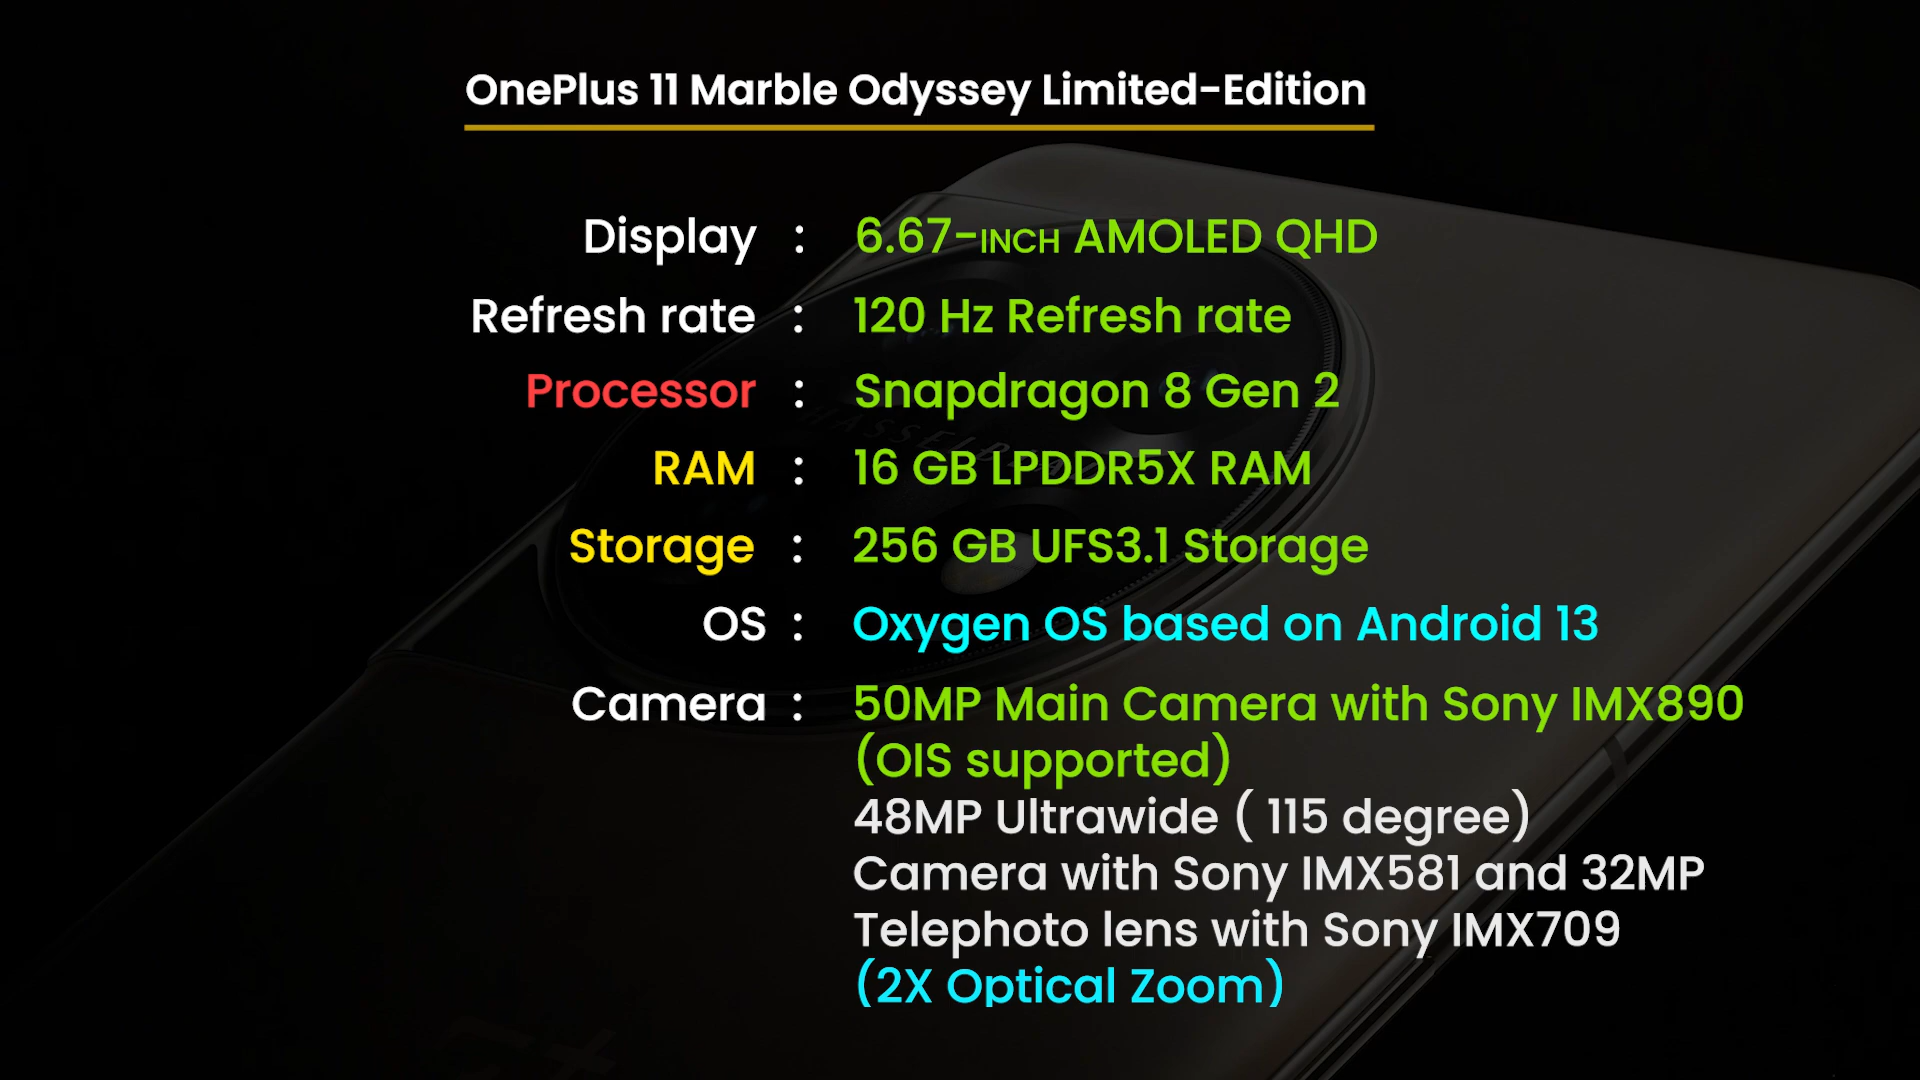 OnePlus 11 Marble Odyssey Limited-Edition
Display : 6.67-INCH AMOLED QHD
Refresh rate : 120 Hz Refresh rate
Processor : Snapdragon 8 Gen 2
RAM : 16 GB LPDDR5X RAM
Storage : 256 GB UFS3.1 Storage
OS : Oxygen OS based on Android 13
Camera : 50MP Main Camera with Sony IMX890
(OIS supported)
48MP Ultrawide ( 115 degree)
Camera with Sony IMX581 and 32MP
Telephoto lens with Sony IMX709
(2X Optical Zoom)